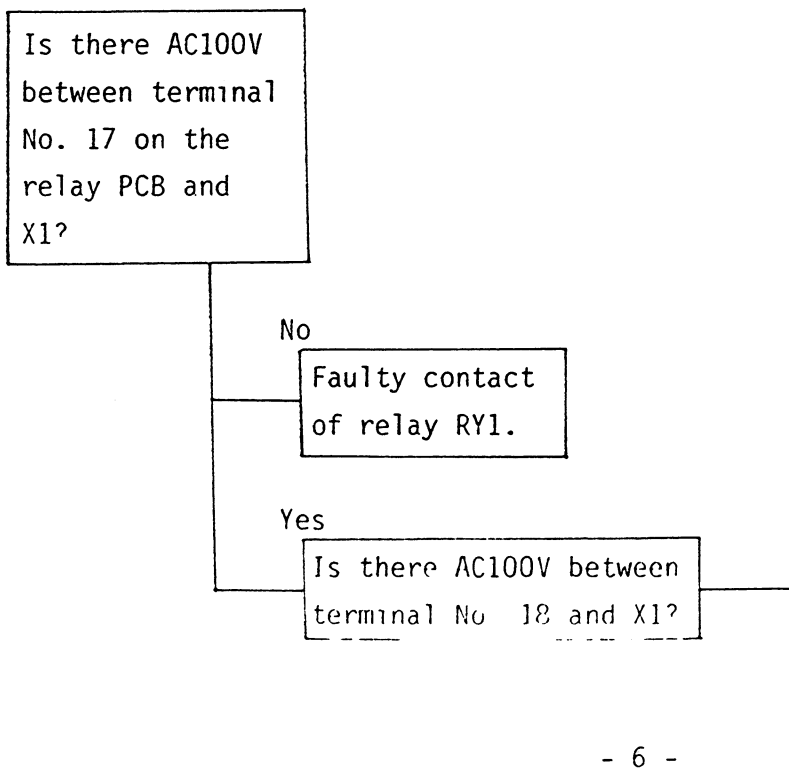 Is there AC100V
between terminal
No. 17 on the
relay PCB and
X1?
No
Faulty contact
of relay RY1.
Yes
Is there AC100V between
terminal No 18 and X1?
- 6 -